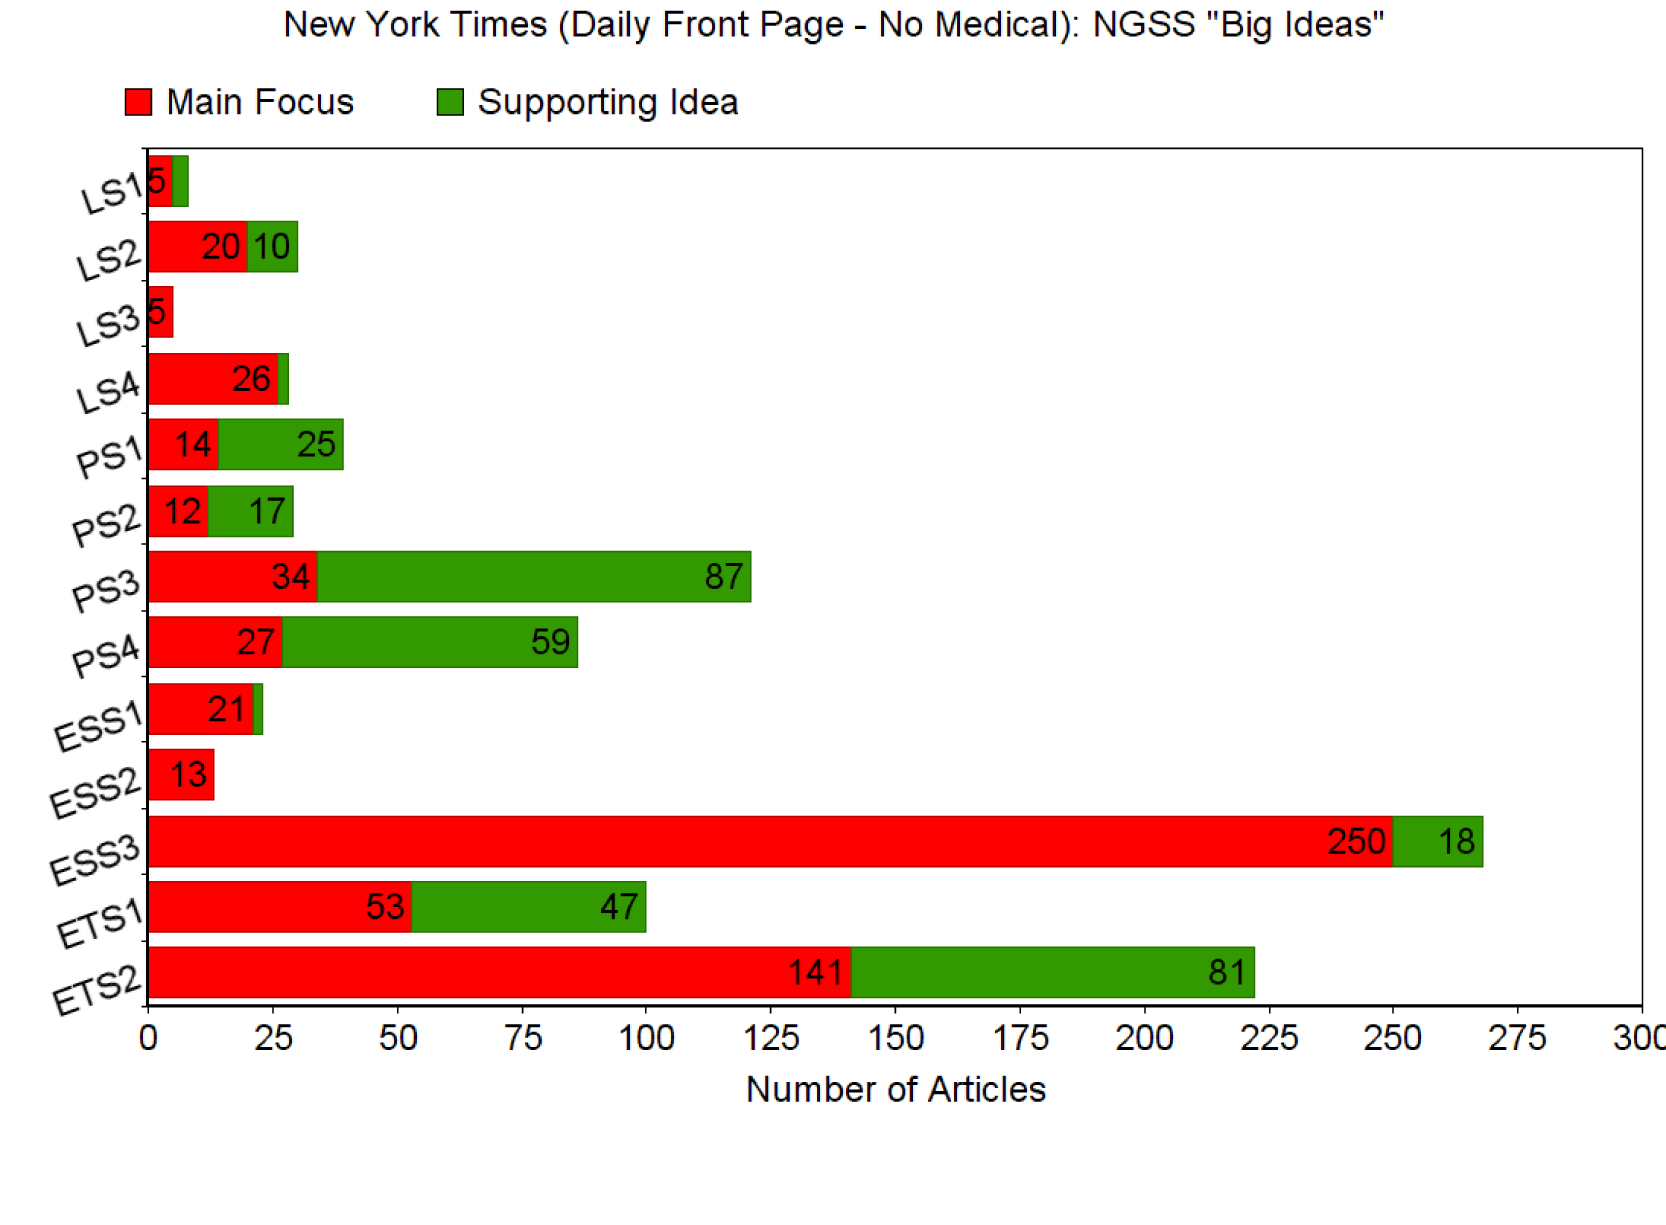 New York Times (Daily Front Page - No Medical): NGSS "Big Ideas"
Main Focus Supporting Idea
LS1 5
LS2 20 10
LS3 5
LS4 26
PS1 14 25
PS2 12 17
PS3 34 87
PS4 27 59
ESS1 21
ESS2 13
ESS3 250 18
ETS1 53 47
ETS2 141 81
0 25 50 75 100 125 150 175 200 225 250 275 300
Number of Articles